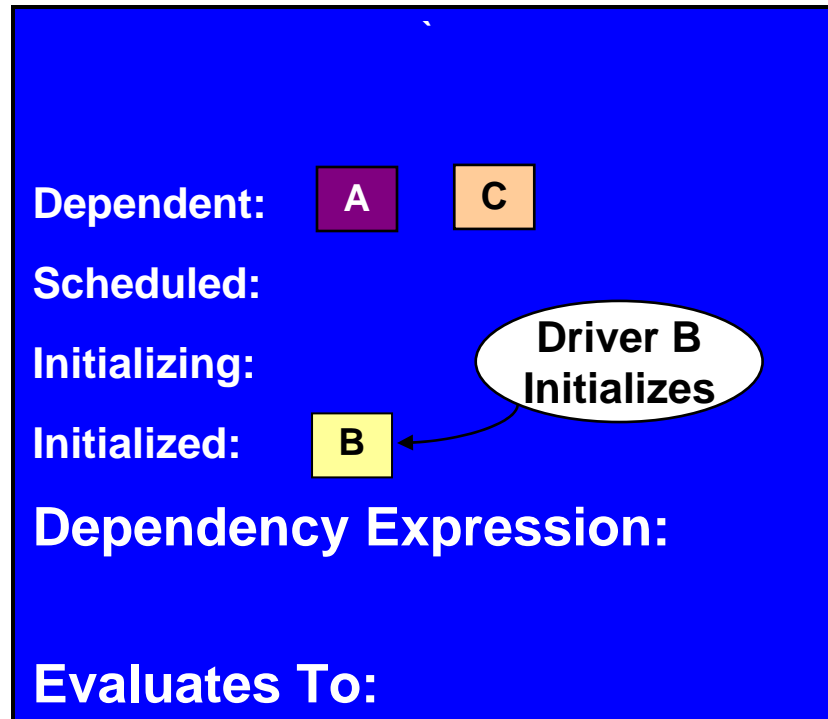 `
Dependent: A C
Scheduled:
Driver B
Initializing:
Initializes
Initialized: B
Dependency Expression:
Evaluates To: